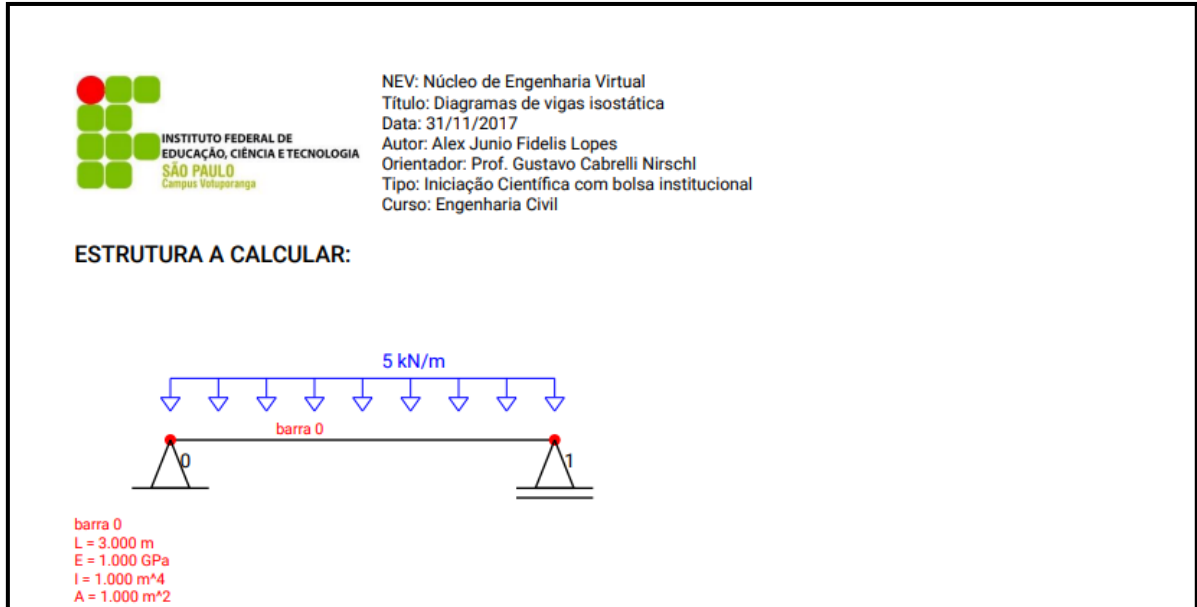 INSTITUTO FEDERAL DE
EDUCAÇÃO, CIÊNCIA E TECNOLOGIA
SÃO PAULO
Campus Votuporanga
NEV: Núcleo de Engenharia Virtual
Título: Diagramas de vigas isostática
Data: 31/11/2017
Autor: Alex Junio Fidelis Lopes
Orientador: Prof. Gustavo Cabrelli Nirschl
Tipo: Iniciação Científica com bolsa institucional
Curso: Engenharia Civil
ESTRUTURA A CALCULAR:
5 kN/m
barra 0
0
1
barra 0
L = 3.000 m
E = 1.000 GPa
I = 1.000 m^4
A = 1.000 m^2